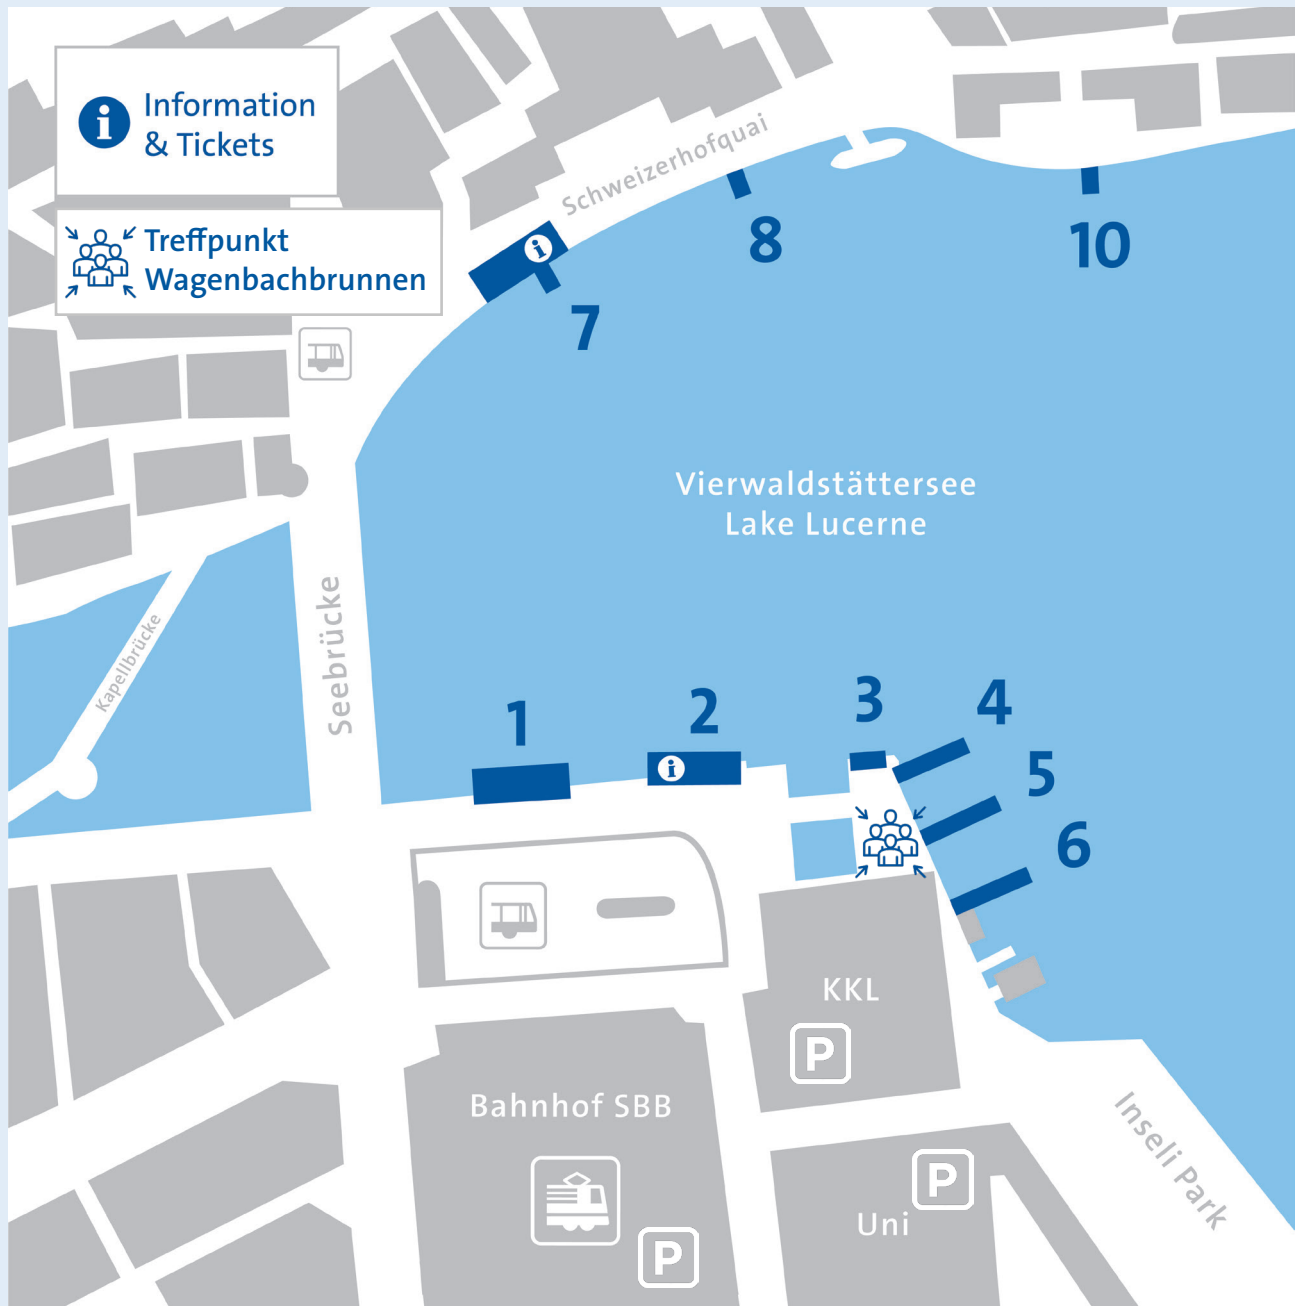 Information
& Tickets
Treffpunkt
Wagenbachbrunnen
Schweizerhofquai
8
10
7
Vierwaldstättersee
Lake Lucerne
Kapellbrücke
Seebrücke
1
2
3
4
5
6
KKL
P
Bahnhof SBB
P
Uni
P
Inseli Park